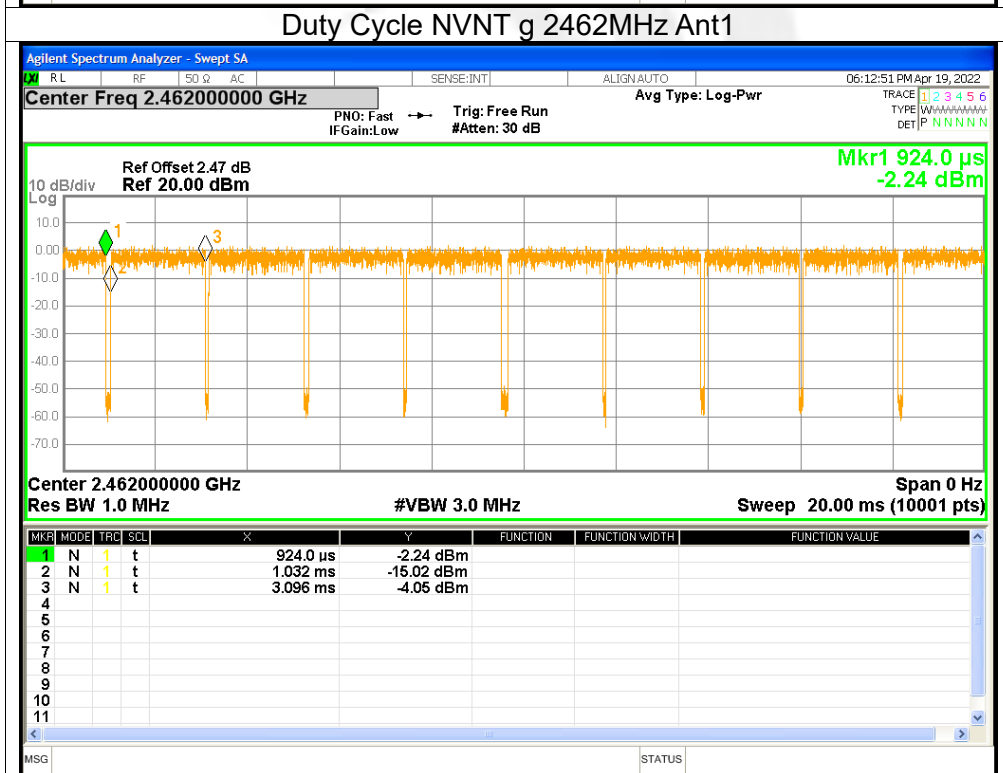 Duty Cycle NVNT g 2462MHz Ant1
Agilent Spectrum Analyzer - Swept SA
LXI RL RF 50 Ω AC SENSE:INT ALIGN AUTO 06:12:51 PM Apr 19, 2022
Center Freq 2.462000000 GHz
PNO: Fast
IFGain:Low
Trig: Free Run
#Atten: 30 dB
Avg Type: Log-Pwr
TRACE 1 2 3 4 5 6
TYPE W
DET P N N N N N
Mkr1 924.0 µs
-2.24 dBm
Ref Offset 2.47 dB
10 dB/div Ref 20.00 dBm
Log
10.0
0.00
-10.0
-20.0
-30.0
-40.0
-50.0
-60.0
-70.0
1
2
3
Center 2.462000000 GHz Span 0 Hz
Res BW 1.0 MHz #VBW 3.0 MHz Sweep 20.00 ms (10001 pts)
MKR MODE TRC SCL X Y FUNCTION FUNCTION WIDTH FUNCTION VALUE
1 N 1 t 924.0 µs -2.24 dBm
2 N 1 t 1.032 ms -15.02 dBm
3 N 1 t 3.096 ms -4.05 dBm
4
5
6
7
8
9
10
11
MSG STATUS